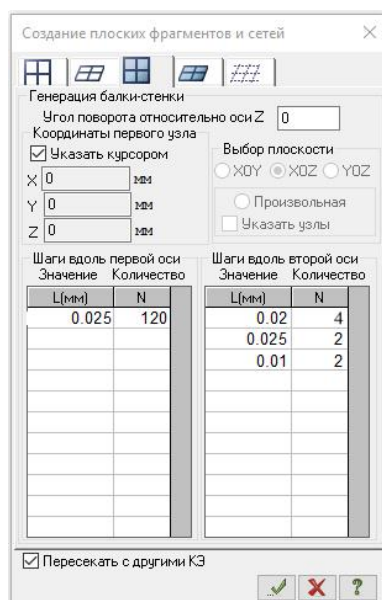 Создание плоских фрагментов и сетей
Генерация балки-стенки
Угол поворота относительно оси Z 0
Координаты первого узла
Указать курсором
X 0 мм
Y 0 мм
Z 0 мм
Выбор плоскости
XOY XOZ YOZ
Произвольная
Указать узлы
Шаги вдоль первой оси
Значение Количество
L(мм) N
0.025 120
Шаги вдоль второй оси
Значение Количество
L(мм) N
0.02 4
0.025 2
0.01 2
Пересекать с другими КЭ